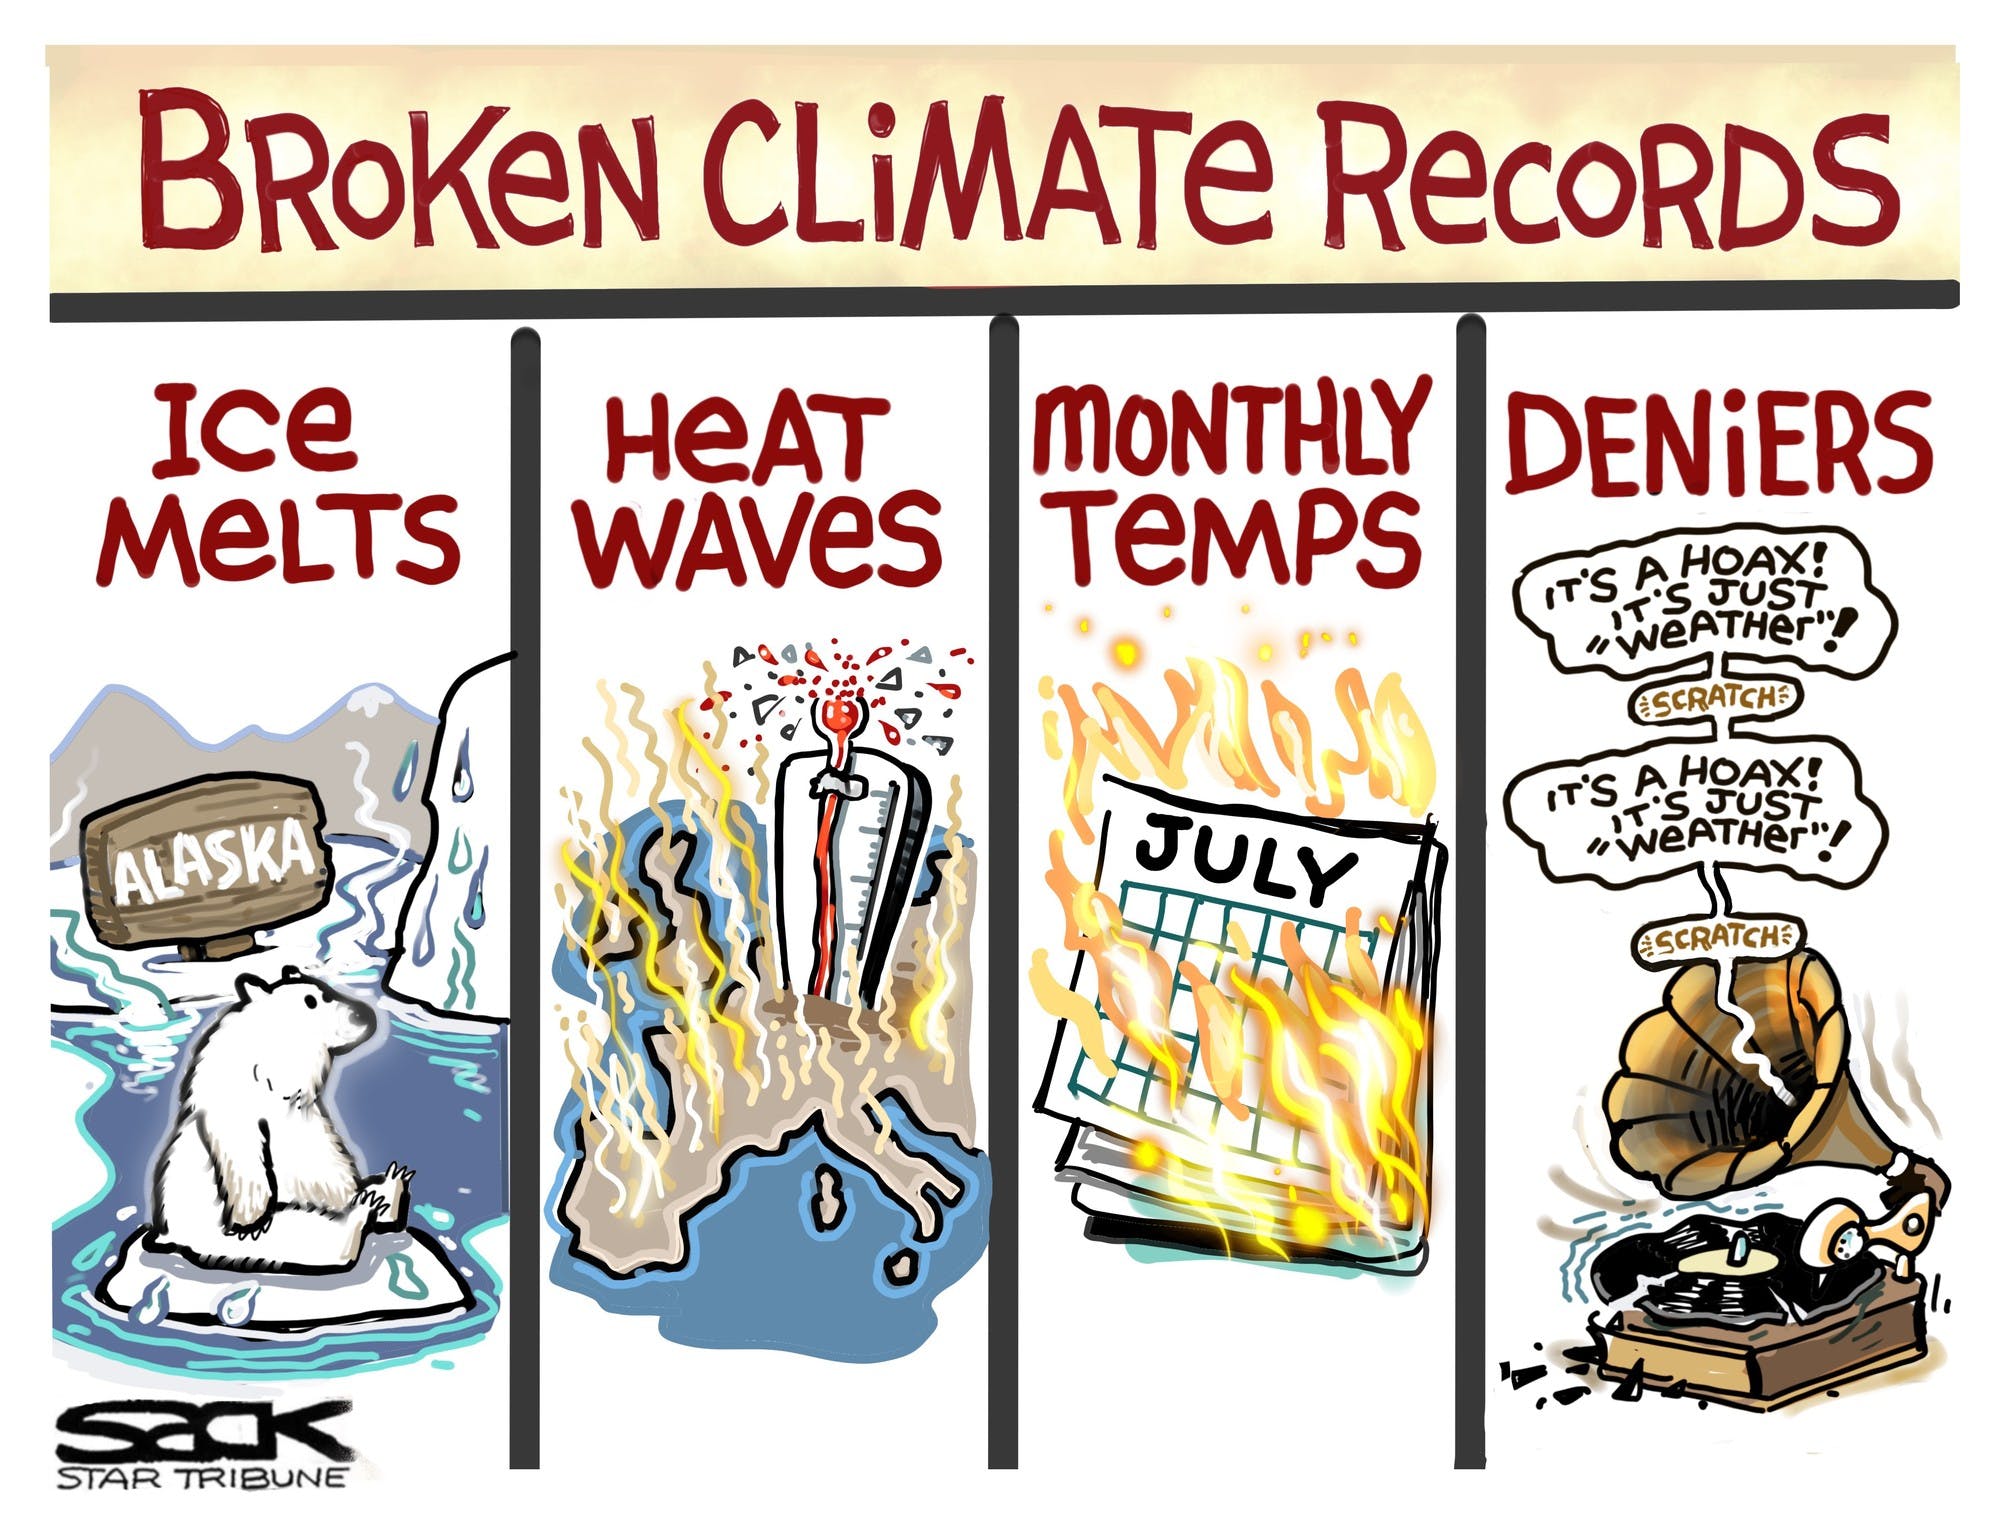 BROKEN CLIMATE RECORDS
ICE
MELTS
ALASKA
HEAT
WAVES
MONTHLY
TEMPS
JULY
DENIERS
IT'S A HOAX!
IT'S JUST
"WEATHER"!
SCRATCH
IT'S A HOAX!
IT'S JUST
"WEATHER"!
SCRATCH
SACK
STAR TRIBUNE